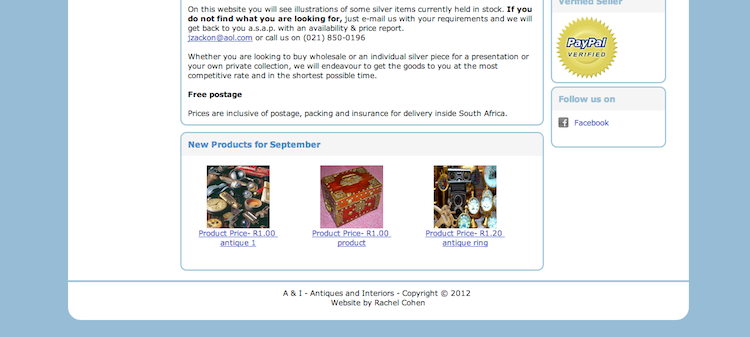 On this website you will see illustrations of some silver items currently held in stock. If you
do not find what you are looking for, just e-mail us with your requirements and we will
get back to you a.s.a.p. with an availability & price report.
jzackon@aol.com or call us on (021) 850-0196
Whether you are looking to buy wholesale or an individual silver piece for a presentation or
your own private collection, we will endeavour to get the goods to you at the most
competitive rate and in the shortest possible time.
Free postage
Prices are inclusive of postage, packing and insurance for delivery inside South Africa.
Verified Seller
PayPal
VERIFIED
Follow us on
Facebook
New Products for September
Product Price- R1.00
antique 1
Product Price- R1.00
product
Product Price- R1.20
antique ring
A & I - Antiques and Interiors - Copyright © 2012
Website by Rachel Cohen